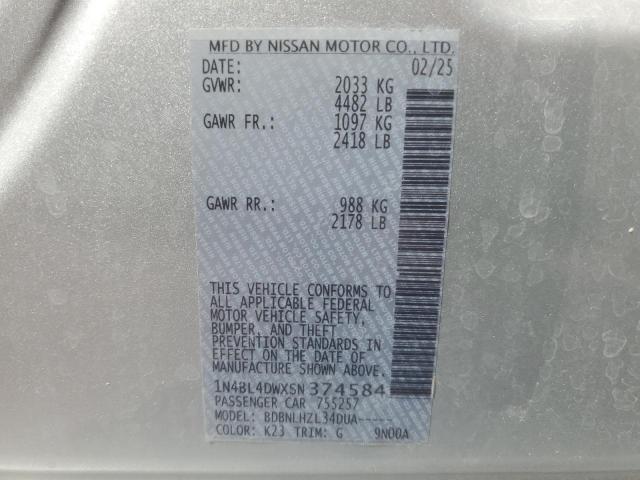 MFD BY NISSAN MOTOR CO., LTD.
DATE: 02/25
GVWR: 2033 KG
4482 LB
GAWR FR.: 1097 KG
2418 LB
GAWR RR.: 988 KG
2178 LB
THIS VEHICLE CONFORMS TO
ALL APPLICABLE FEDERAL
MOTOR VEHICLE SAFETY,
BUMPER, AND THEFT
PREVENTION STANDARDS IN
EFFECT ON THE DATE OF
MANUFACTURE SHOWN ABOVE.
1N4BL4DWXSN374584
PASSENGER CAR 755257
MODEL: BDBNLHZL34DUA-----
COLOR: K23 TRIM: G 9N00A